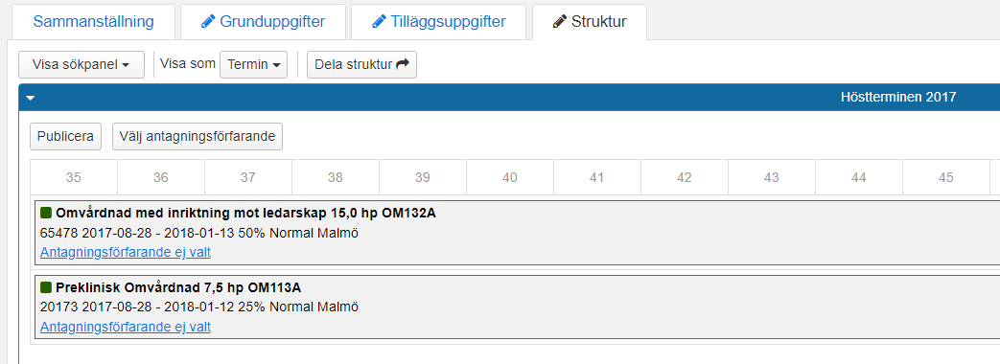 Sammanställning Grunduppgifter Tilläggsuppgifter Struktur
Visa sökpanel Visa som Termin Dela struktur
Höstterminen 2017
Publicera Välj antagningsförfarande
35 36 37 38 39 40 41 42 43 44 45
Omvårdnad med inriktning mot ledarskap 15,0 hp OM132A
65478 2017-08-28 - 2018-01-13 50% Normal Malmö
Antagningsförfarande ej valt
Preklinisk Omvårdnad 7,5 hp OM113A
20173 2017-08-28 - 2018-01-12 25% Normal Malmö
Antagningsförfarande ej valt